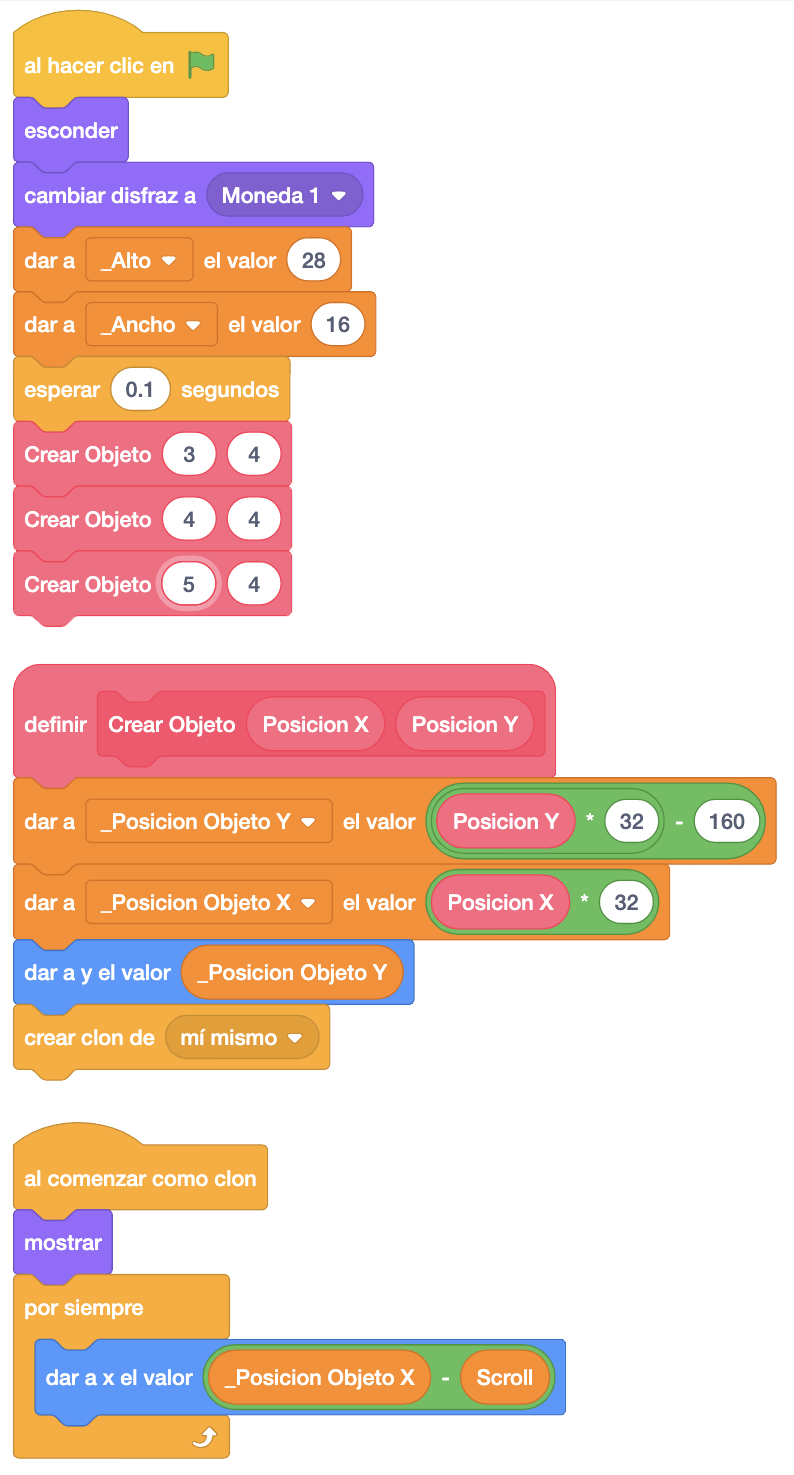 al hacer clic en
esconder
cambiar disfraz a Moneda 1
dar a _Alto el valor 28
dar a _Ancho el valor 16
esperar 0.1 segundos
Crear Objeto 3 4
Crear Objeto 4 4
Crear Objeto 5 4
definir Crear Objeto Posicion X Posicion Y
dar a _Posicion Objeto Y el valor Posicion Y * 32 - 160
dar a _Posicion Objeto X el valor Posicion X * 32
dar a y el valor _Posicion Objeto Y
crear clon de mí mismo
al comenzar como clon
mostrar
por siempre
dar a x el valor _Posicion Objeto X - Scroll